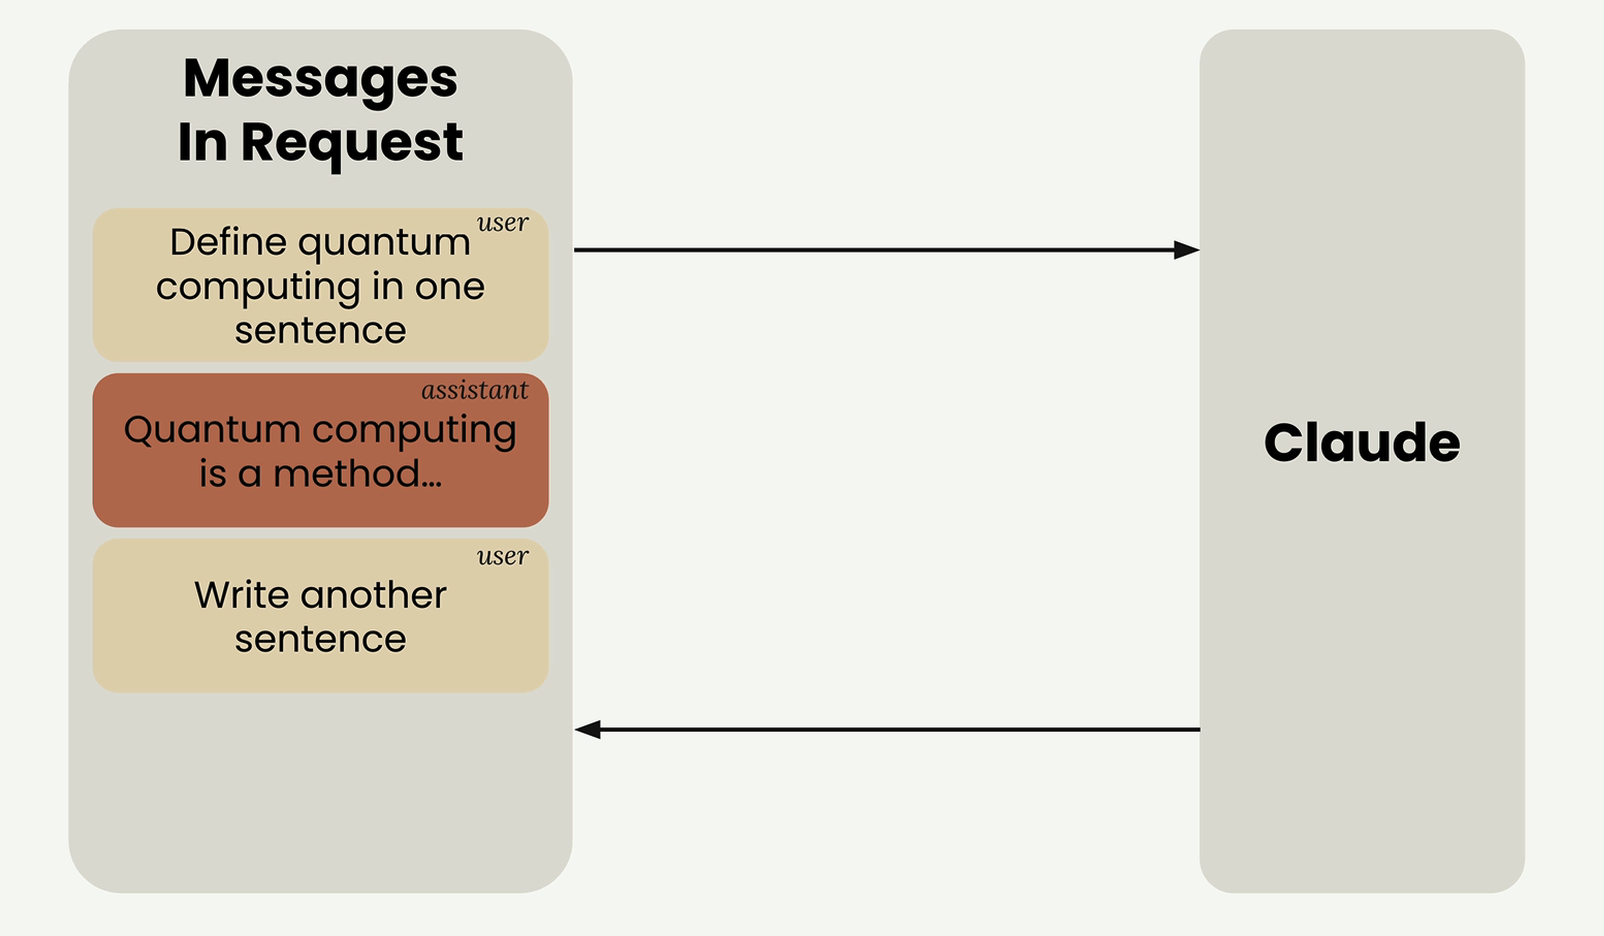 Messages
In Request
user
Define quantum
computing in one
sentence
assistant
Quantum computing
is a method...
user
Write another
sentence
Claude